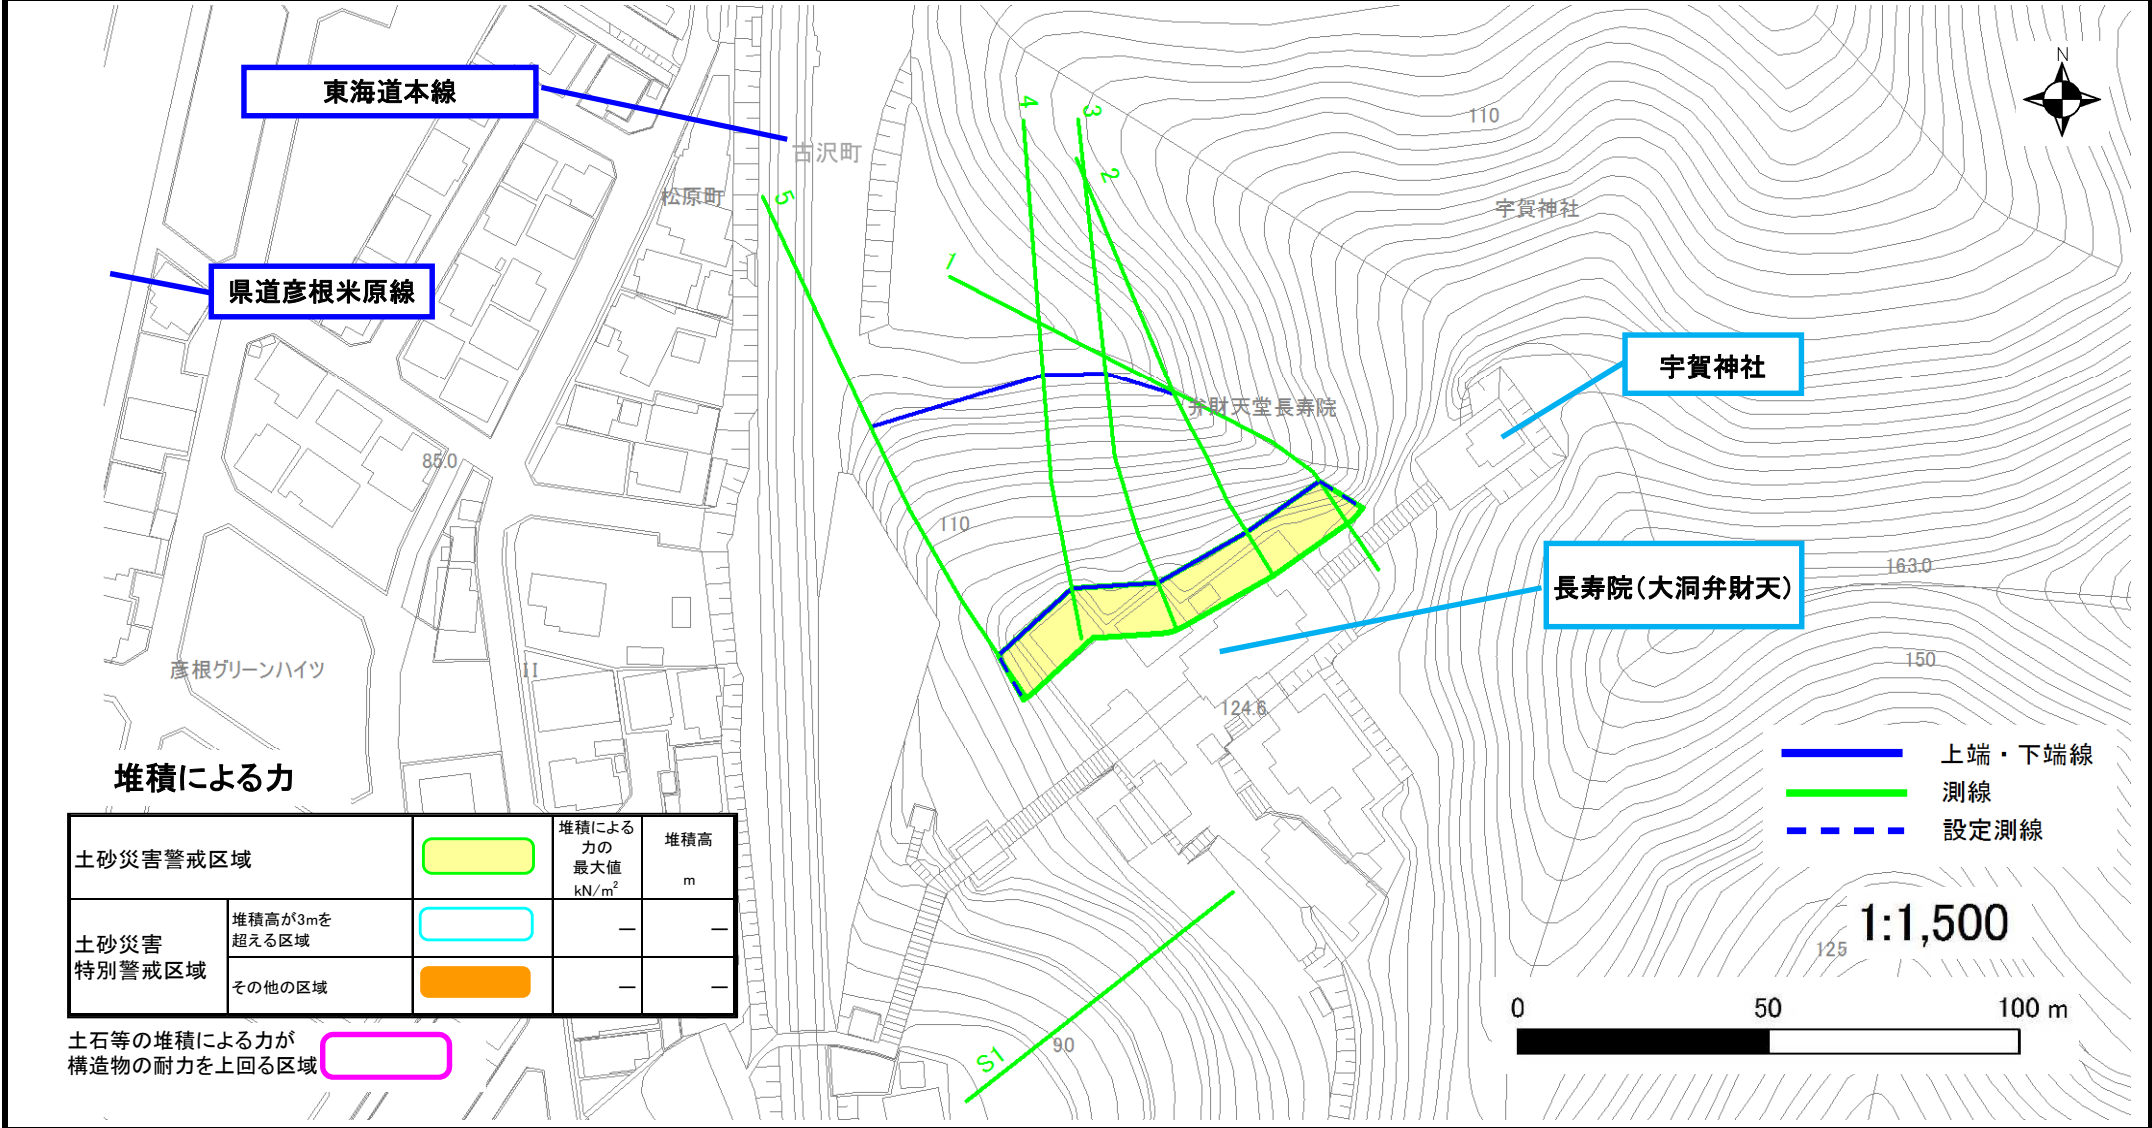 N
東海道本線
古沢町
松原町
県道彦根米原線
4
3
2
5
1
110
宇賀神社
宇賀神社
弁財天堂長寿院
85.0
110
長寿院(大洞弁財天)
163.0
150
彦根グリーンハイツ
II
124.6
上端・下端線
測線
設定測線
堆積による力
土砂災害警戒区域
堆積による
力の
最大値
kN/m²
堆積高
m
土砂災害
特別警戒区域
堆積高が3mを
超える区域
—
—
その他の区域
—
—
土石等の堆積による力が
構造物の耐力を上回る区域
S1
90
125
1:1,500
0
50
100 m